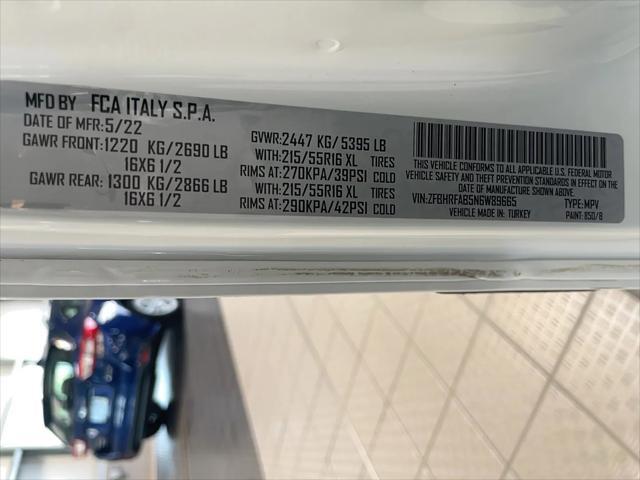 MFD BY FCA ITALY S.P.A.
DATE OF MFR:5/22
GAWR FRONT:1220 KG/2690 LB
16X6 1/2
GAWR REAR: 1300 KG/2866 LB
16X6 1/2
GVWR:2447 KG/5395 LB
WITH:215/55R16 XL TIRES
RIMS AT:270KPA/39PSI COLD
WITH:215/55R16 XL TIRES
RIMS AT:290KPA/42PSI COLD
THIS VEHICLE CONFORMS TO ALL APPLICABLE U.S. FEDERAL MOTOR
VEHICLE SAFETY AND THEFT PREVENTION STANDARDS IN EFFECT ON THE DATE
OF MANUFACTURE SHOWN ABOVE.
VIN:ZFBHRFAB5N6W89665 TYPE:MPV
MADE IN: TURKEY PAINT: 850/B